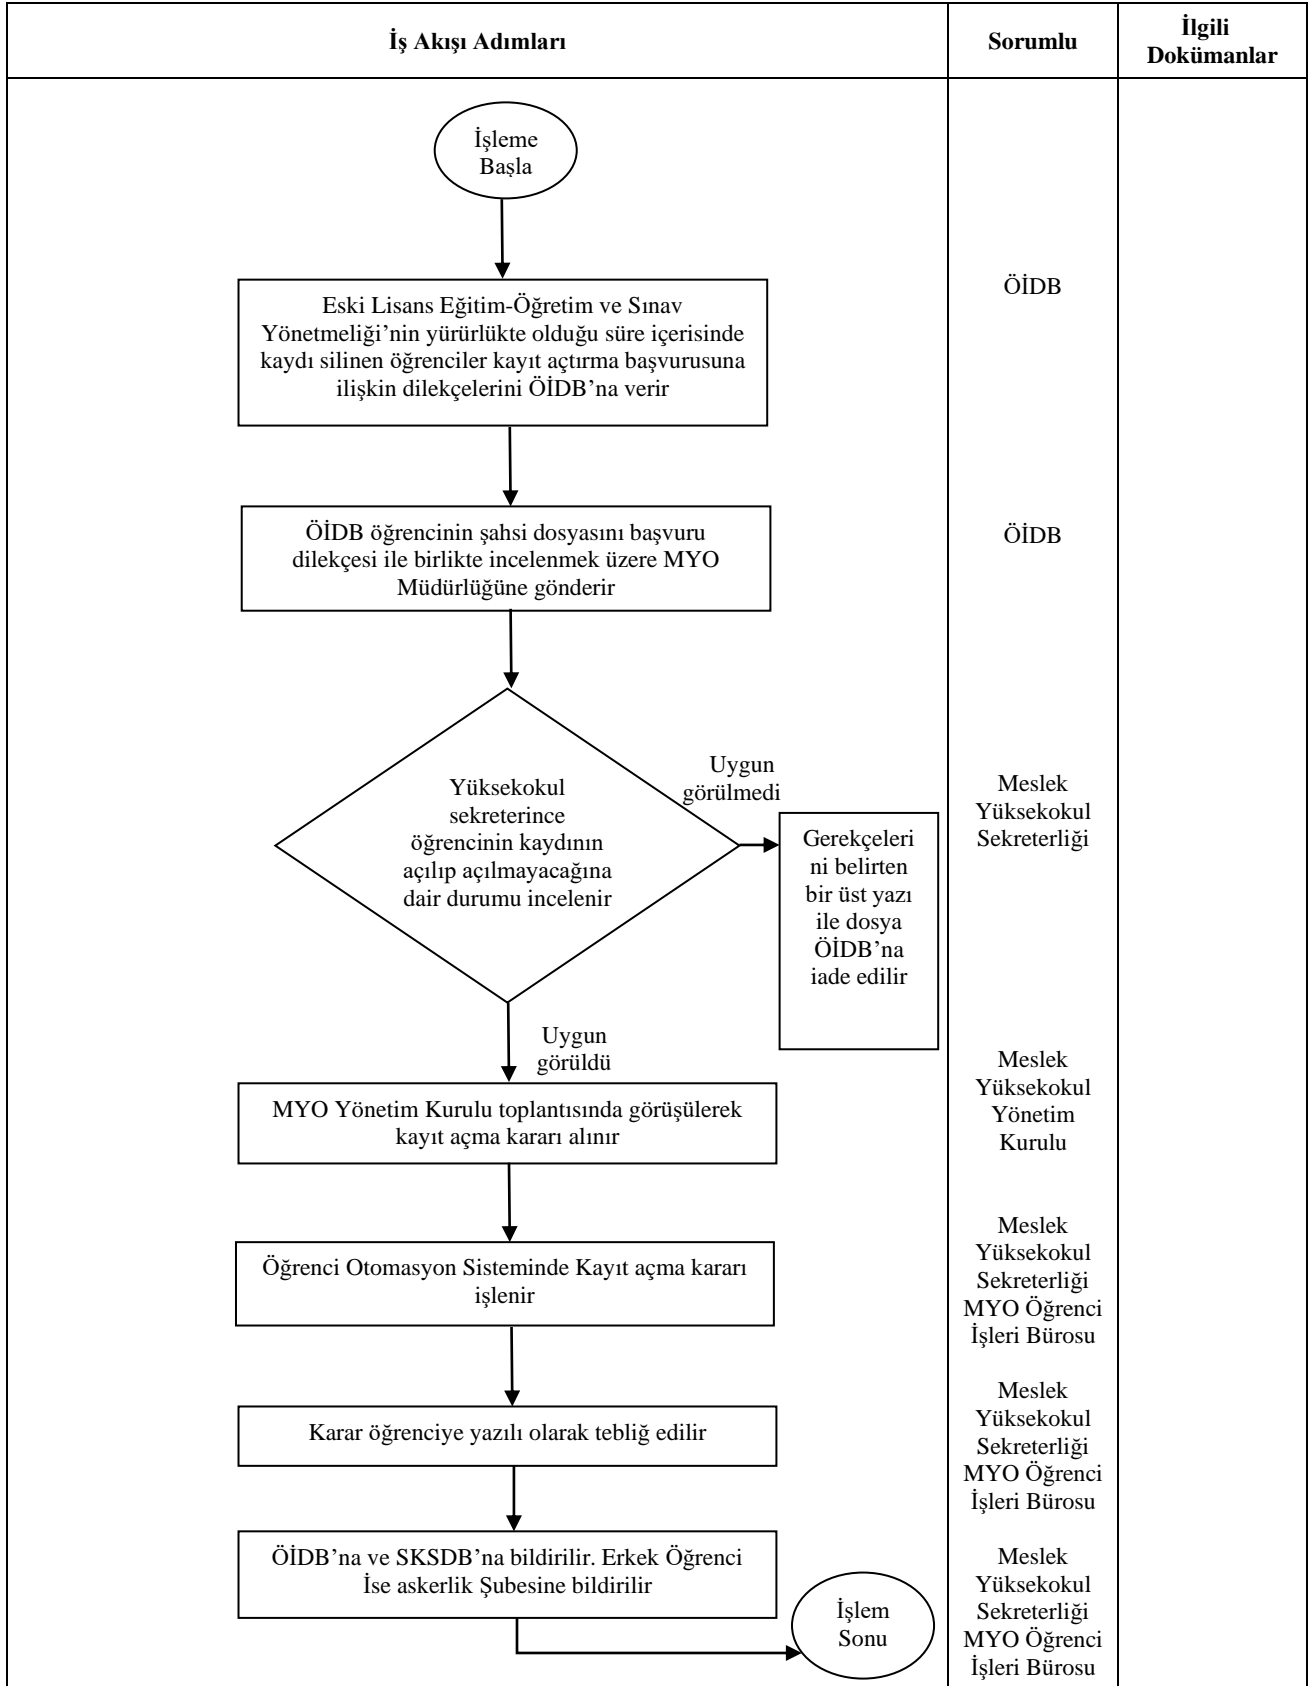 İş Akışı Adımları
Sorumlu
İlgili
Dokümanlar
İşleme
Başla
Eski Lisans Eğitim-Öğretim ve Sınav
Yönetmeliği’nin yürürlükte olduğu süre içerisinde
kaydı silinen öğrenciler kayıt açtırma başvurusuna
ilişkin dilekçelerini ÖİDB’na verir
ÖİDB
ÖİDB öğrencinin şahsi dosyasını başvuru
dilekçesi ile birlikte incelenmek üzere MYO
Müdürlüğüne gönderir
ÖİDB
Yüksekokul
sekreterince
öğrencinin kaydının
açılıp açılmayacağına
dair durumu incelenir
Uygun
görülmedi
Gerekçeleri
ni belirten
bir üst yazı
ile dosya
ÖİDB’na
iade edilir
Meslek
Yüksekokul
Sekreterliği
Uygun
görüldü
MYO Yönetim Kurulu toplantısında görüşülerek
kayıt açma kararı alınır
Meslek
Yüksekokul
Yönetim
Kurulu
Öğrenci Otomasyon Sisteminde Kayıt açma kararı
işlenir
Meslek
Yüksekokul
Sekreterliği
MYO Öğrenci
İşleri Bürosu
Karar öğrenciye yazılı olarak tebliğ edilir
Meslek
Yüksekokul
Sekreterliği
MYO Öğrenci
İşleri Bürosu
ÖİDB’na ve SKSDB’na bildirilir. Erkek Öğrenci
İse askerlik Şubesine bildirilir
İşlem
Sonu
Meslek
Yüksekokul
Sekreterliği
MYO Öğrenci
İşleri Bürosu